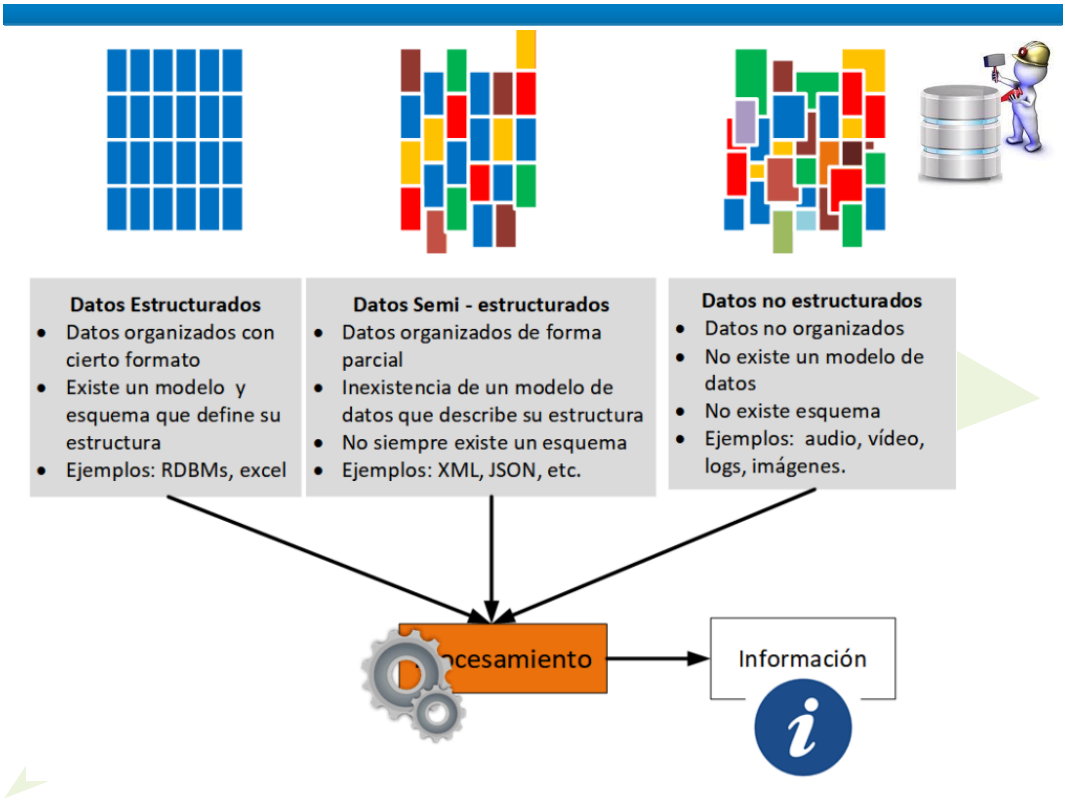 Datos Estructurados
• Datos organizados con
cierto formato
• Existe un modelo y
esquema que define su
estructura
• Ejemplos: RDBMs, excel
Datos Semi - estructurados
• Datos organizados de forma
parcial
• Inexistencia de un modelo de
datos que describe su estructura
• No siempre existe un esquema
• Ejemplos: XML, JSON, etc.
Datos no estructurados
• Datos no organizados
• No existe un modelo de
datos
• No existe esquema
• Ejemplos: audio, vídeo,
logs, imágenes.
ocesamiento
Información
i